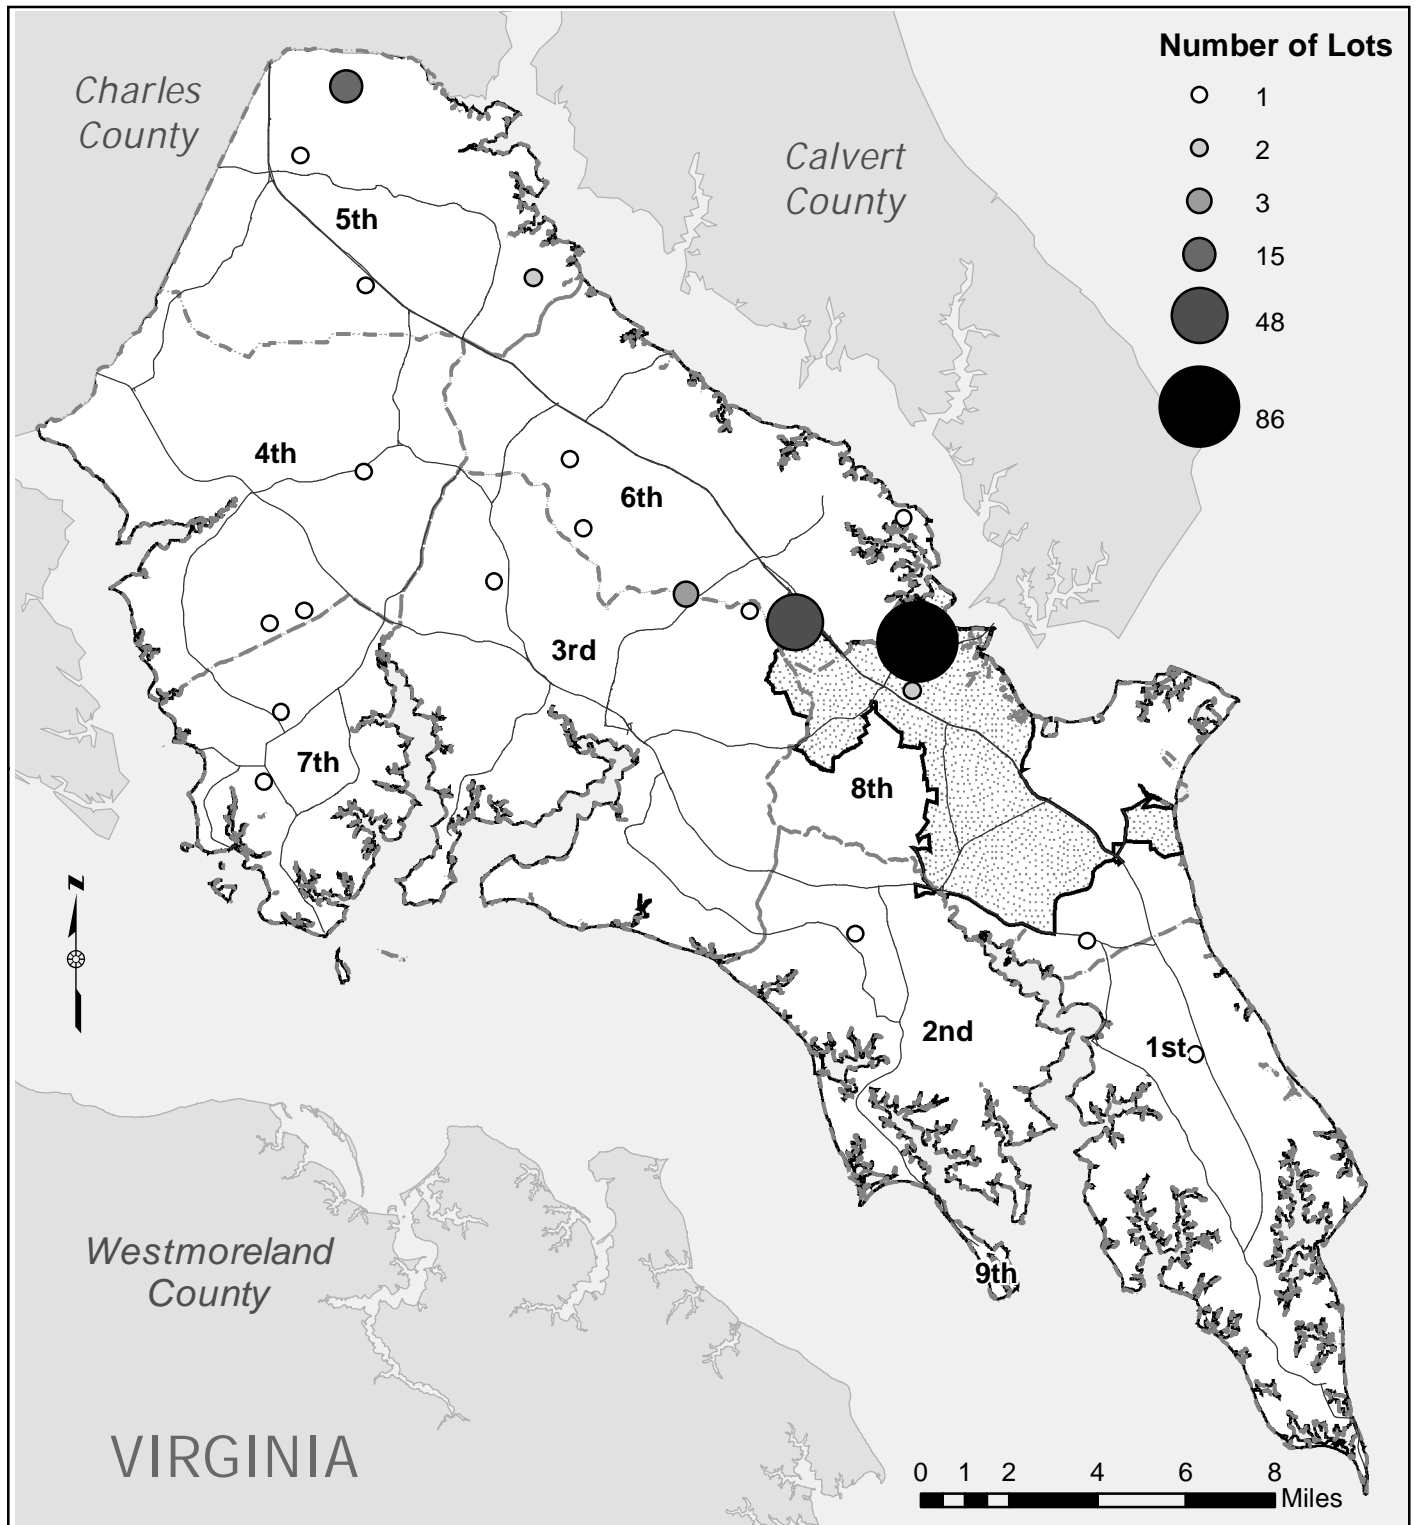 Number of Lots
1
2
3
15
48
86
Charles
County
Calvert
County
5th
4th
6th
3rd
7th
8th
2nd
1st
9th
N
Westmoreland
County
VIRGINIA
0 1 2 4 6 8
Miles